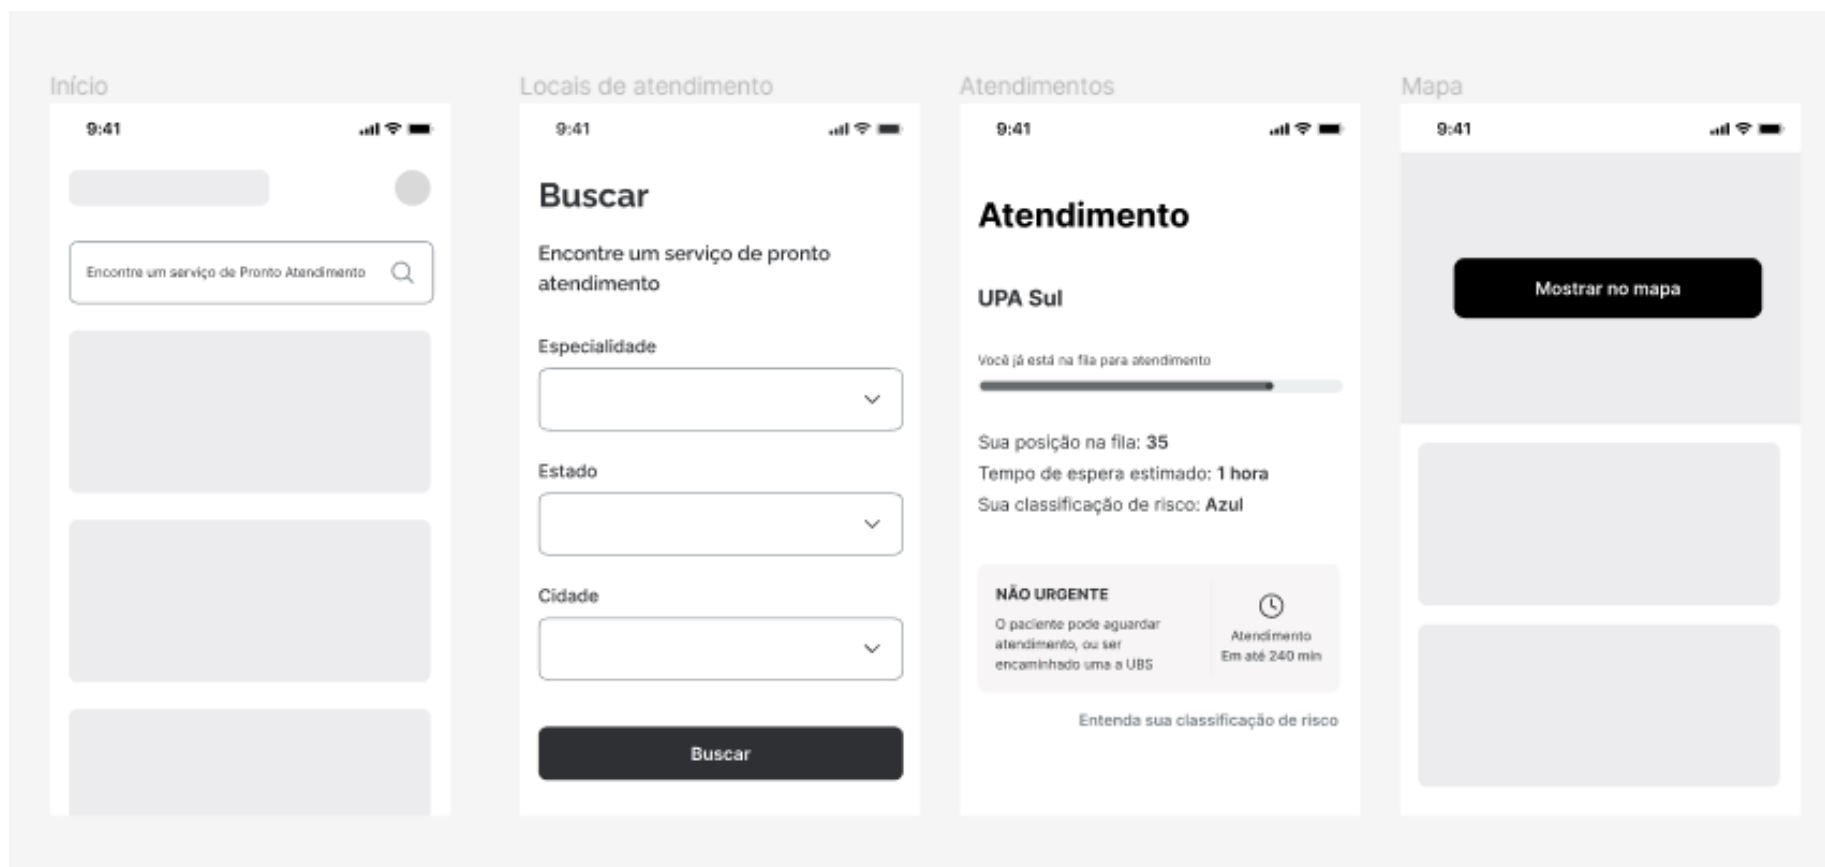 Início
9:41
Encontre um serviço de Pronto Atendimento
Locais de atendimento
9:41
Buscar
Encontre um serviço de pronto
atendimento
Especialidade
Estado
Cidade
Buscar
Atendimentos
9:41
Atendimento
UPA Sul
Você já está na fila para atendimento
Sua posição na fila: 35
Tempo de espera estimado: 1 hora
Sua classificação de risco: Azul
NÃO URGENTE
O paciente pode aguardar
atendimento, ou ser
encaminhado uma a UBS
Atendimento
Em até 240 min
Entenda sua classificação de risco
Mapa
9:41
Mostrar no mapa